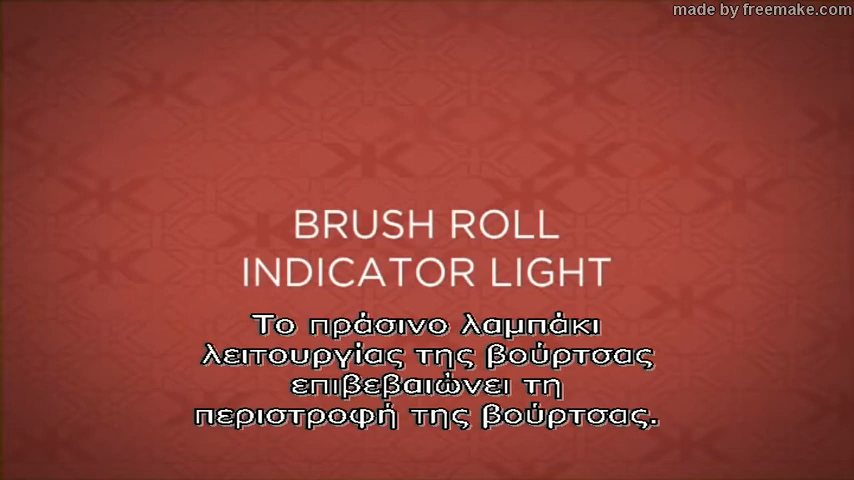 made by freemake.com
BRUSH ROLL
INDICATOR LIGHT
Το πράσινο λαμπάκι
λειτουργίας της βούρτσας
επιβεβαιώνει τη
περιστροφή της βούρτσας.